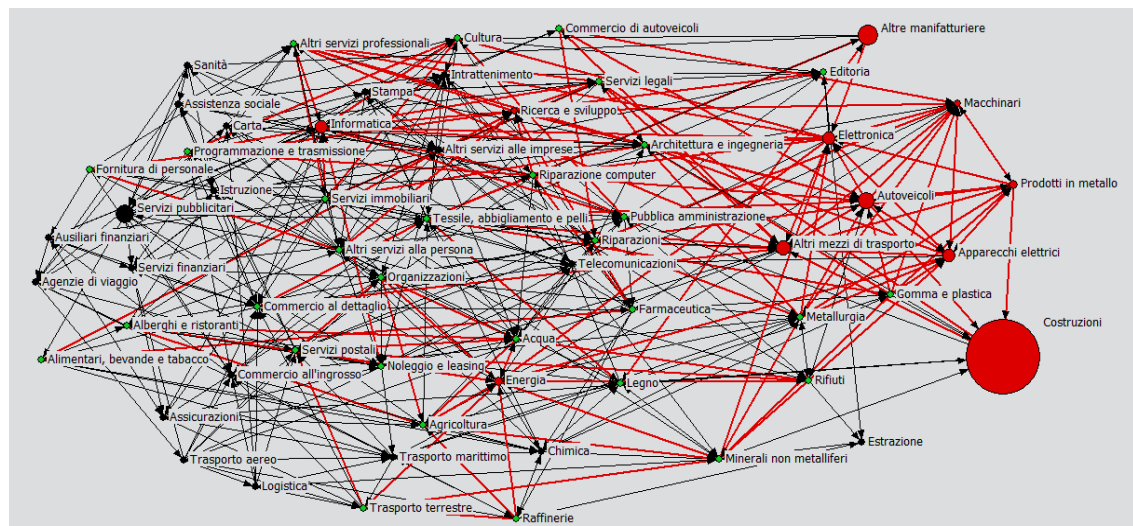 Commercio di autoveicoli
Altre manifatturiere
Altri servizi professionali
Cultura
Sanità
Intrattenimento
Servizi legali
Editoria
Stampa
Assistenza sociale
Ricerca e sviluppo
Macchinari
Carta
Informatica
Elettronica
Programmazione e trasmissione
Altri servizi alle imprese
Architettura e ingegneria
Fornitura di personale
Riparazione computer
Istruzione
Prodotti in metallo
Servizi immobiliari
Autoveicoli
Servizi pubblicitari
Tessile, abbigliamento e pelli
Pubblica amministrazione
Ausiliari finanziari
Altri servizi alla persona
Riparazioni
Altri mezzi di trasporto
Apparecchi elettrici
Servizi finanziari
Organizzazioni
Telecomunicazioni
Agenzie di viaggio
Gomma e plastica
Commercio al dettaglio
Farmaceutica
Metallurgia
Costruzioni
Alberghi e ristoranti
Acqua
Servizi postali
Alimentari, bevande e tabacco
Noleggio e leasing
Commercio all'ingrosso
Energia
Legno
Rifiuti
Assicurazioni
Agricoltura
Estrazione
Trasporto aereo
Trasporto marittimo
Chimica
Minerali non metalliferi
Logistica
Trasporto terrestre
Raffinerie